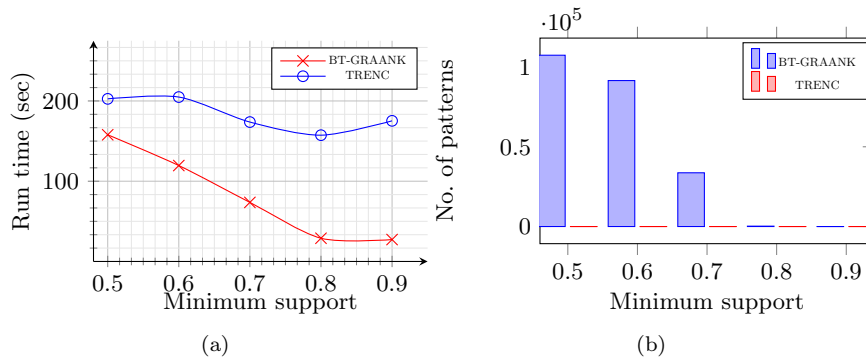 Run time (sec)
200
100
0.5 0.6 0.7 0.8 0.9
Minimum support
BT-GRAANK
TRENC
(a)
No. of patterns
·10⁵
1
0.5
0
0.5 0.6 0.7 0.8 0.9
Minimum support
BT-GRAANK
TRENC
(b)